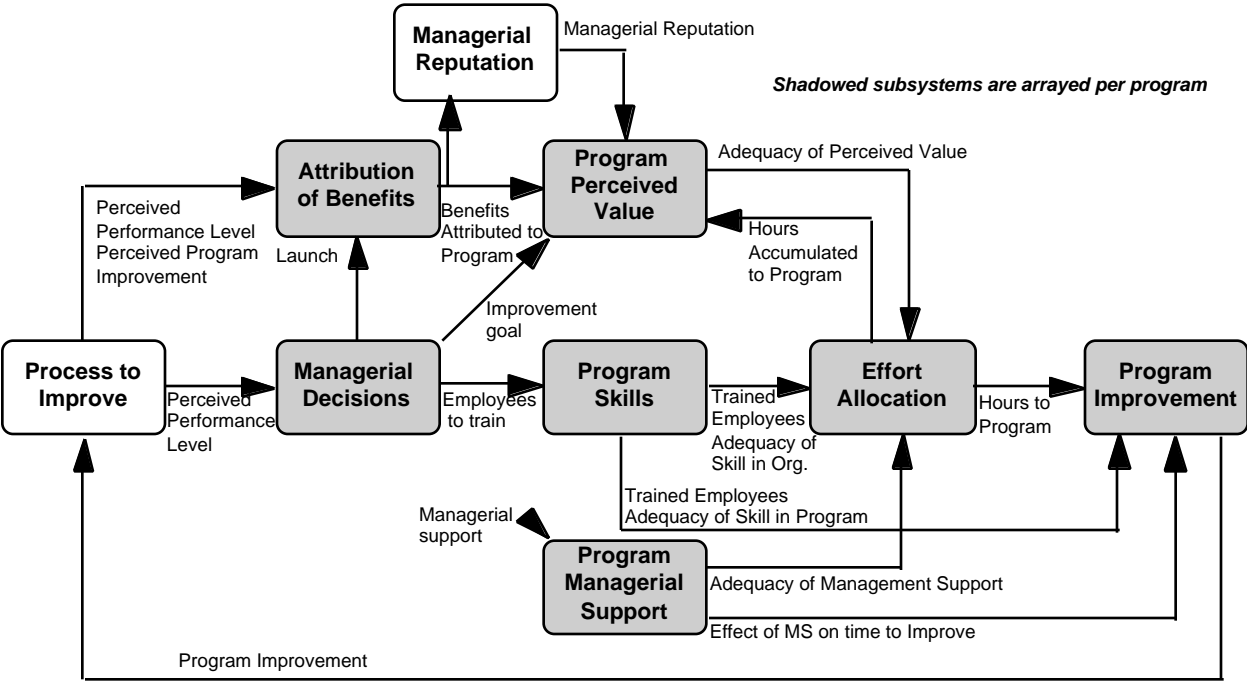 Managerial
Reputation
Managerial Reputation
Shadowed subsystems are arrayed per program
Attribution
of Benefits
Program
Perceived
Value
Adequacy of Perceived Value
Perceived
Performance Level
Perceived Program
Improvement
Launch
Benefits
Attributed to
Program
Hours
Accumulated
to Program
Improvement
goal
Process to
Improve
Perceived
Performance
Level
Managerial
Decisions
Employees
to train
Program
Skills
Trained
Employees
Adequacy of
Skill in Org.
Effort
Allocation
Hours to
Program
Program
Improvement
Trained Employees
Adequacy of Skill in Program
Managerial
support
Program
Managerial
Support
Adequacy of Management Support
Effect of MS on time to Improve
Program Improvement